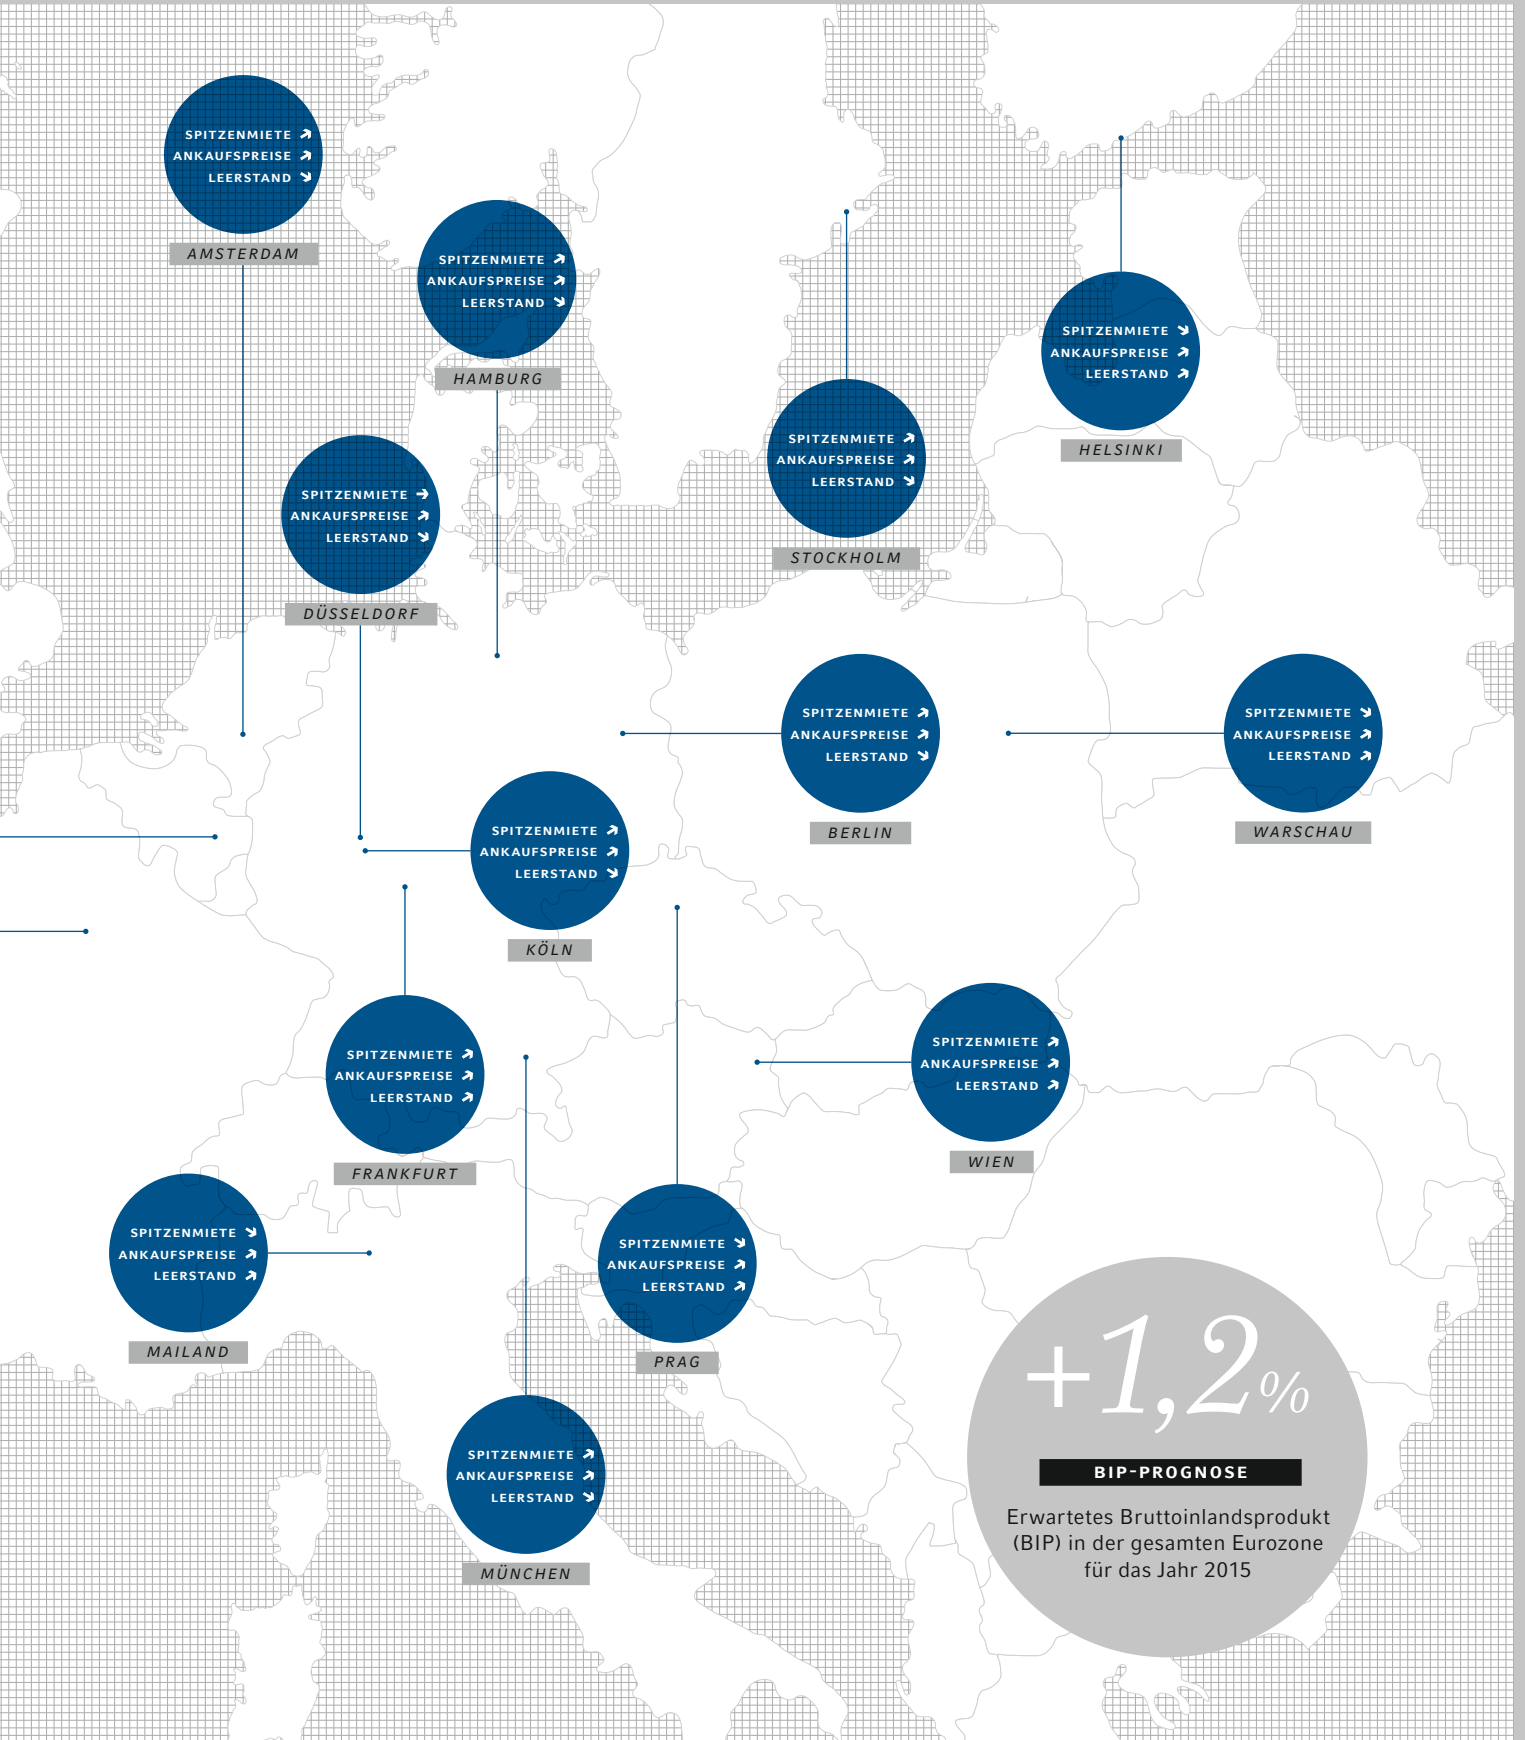 SPITZENMIETE ➔
ANKAUFSPREISE ➔
LEERSTAND ➔
AMSTERDAM
SPITZENMIETE ➔
ANKAUFSPREISE ➔
LEERSTAND ➔
HAMBURG
SPITZENMIETE ➔
ANKAUFSPREISE ➔
LEERSTAND ➔
HELSINKI
SPITZENMIETE ➔
ANKAUFSPREISE ➔
LEERSTAND ➔
STOCKHOLM
SPITZENMIETE ➔
ANKAUFSPREISE ➔
LEERSTAND ➔
DÜSSELDORF
SPITZENMIETE ➔
ANKAUFSPREISE ➔
LEERSTAND ➔
BERLIN
SPITZENMIETE ➔
ANKAUFSPREISE ➔
LEERSTAND ➔
WARSCHAU
SPITZENMIETE ➔
ANKAUFSPREISE ➔
LEERSTAND ➔
KÖLN
SPITZENMIETE ➔
ANKAUFSPREISE ➔
LEERSTAND ➔
FRANKFURT
SPITZENMIETE ➔
ANKAUFSPREISE ➔
LEERSTAND ➔
WIEN
SPITZENMIETE ➔
ANKAUFSPREISE ➔
LEERSTAND ➔
MAILAND
SPITZENMIETE ➔
ANKAUFSPREISE ➔
LEERSTAND ➔
PRAG
SPITZENMIETE ➔
ANKAUFSPREISE ➔
LEERSTAND ➔
MÜNCHEN
+1,2%
BIP-PROGNOSE
Erwartetes Bruttoinlandsprodukt
(BIP) in der gesamten Eurozone
für das Jahr 2015